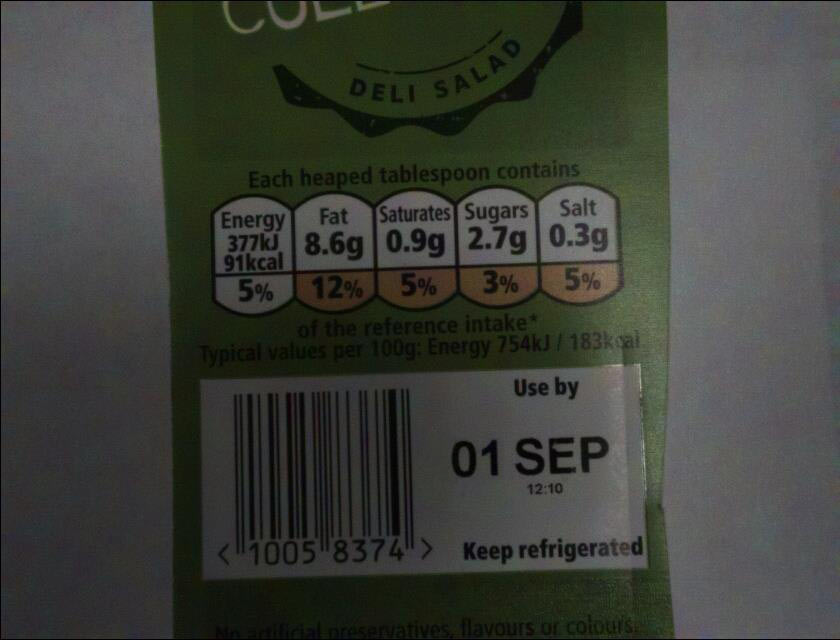 DELI SALAD
Each heaped tablespoon contains
Energy 377kJ 91kcal 5%
Fat 8.6g 12%
Saturates 0.9g 5%
Sugars 2.7g 3%
Salt 0.3g 5%
of the reference intake*
Typical values per 100g: Energy 754kJ / 183kcal
Use by
01 SEP
12:10
< 1005 8374 >
Keep refrigerated
No artificial preservatives, flavours or colours.